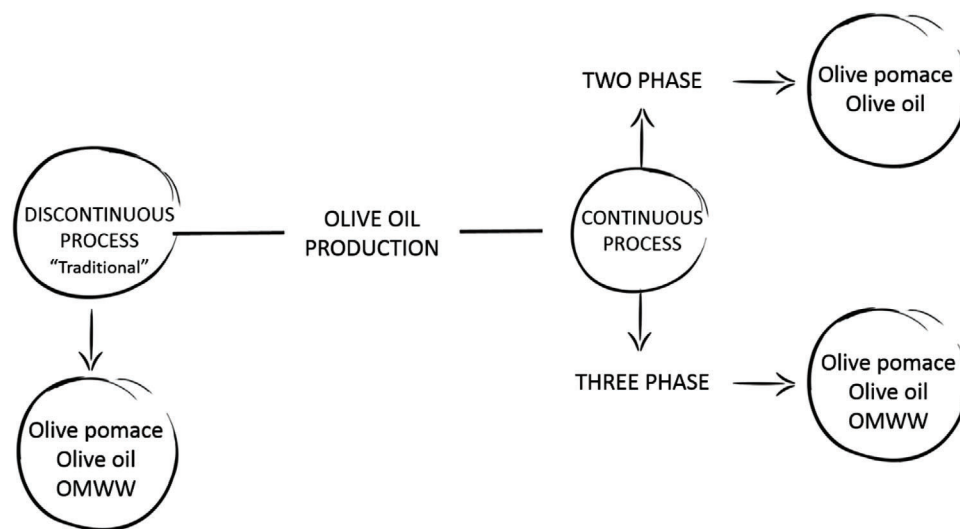 TWO PHASE
Olive pomace
Olive oil
DISCONTINUOUS
PROCESS
“Traditional”
OLIVE OIL
PRODUCTION
CONTINUOUS
PROCESS
THREE PHASE
Olive pomace
Olive oil
OMWW
Olive pomace
Olive oil
OMWW